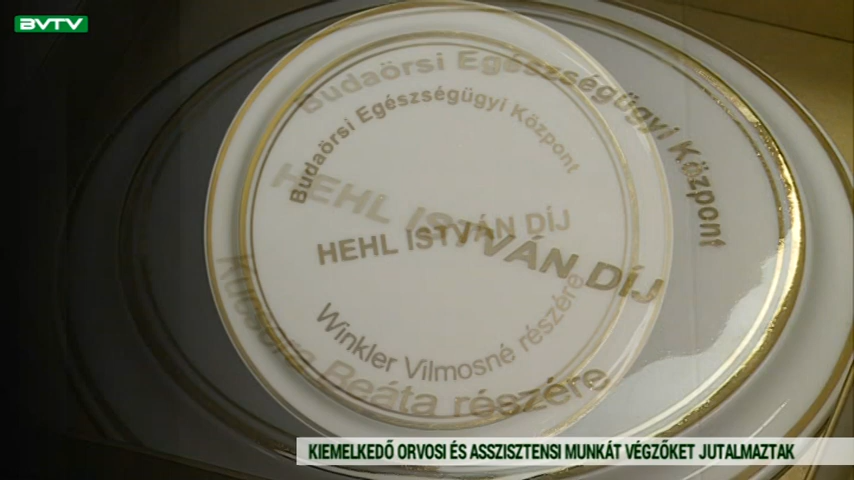 BVTV
Budaörsi Egészségügyi Központ
HEHL ISTVÁN DÍJ
Kucsera Beáta részére
Budaörsi Egészségügyi Központ
HEHL ISTVÁN DÍJ
Winkler Vilmosné részére
KIEMELKEDŐ ORVOSI ÉS ASSZISZTENSI MUNKÁT VÉGZŐKET JUTALMAZTAK